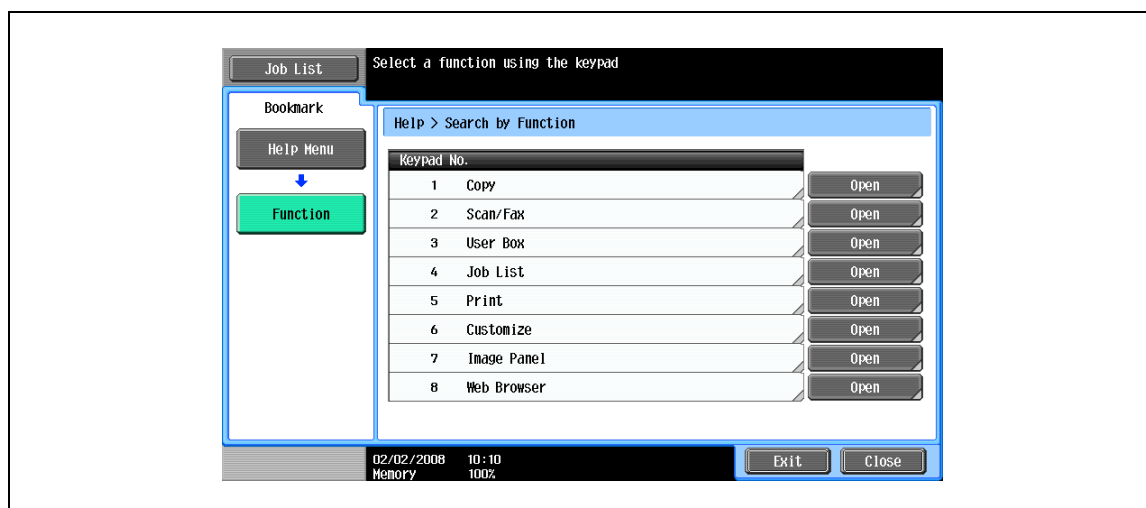 Job List
Select a function using the keypad
Bookmark
Help Menu
Function
Help > Search by Function
Keypad No.
1 Copy Open
2 Scan/Fax Open
3 User Box Open
4 Job List Open
5 Print Open
6 Customize Open
7 Image Panel Open
8 Web Browser Open
02/02/2008 10:10
Memory 100%
Exit Close